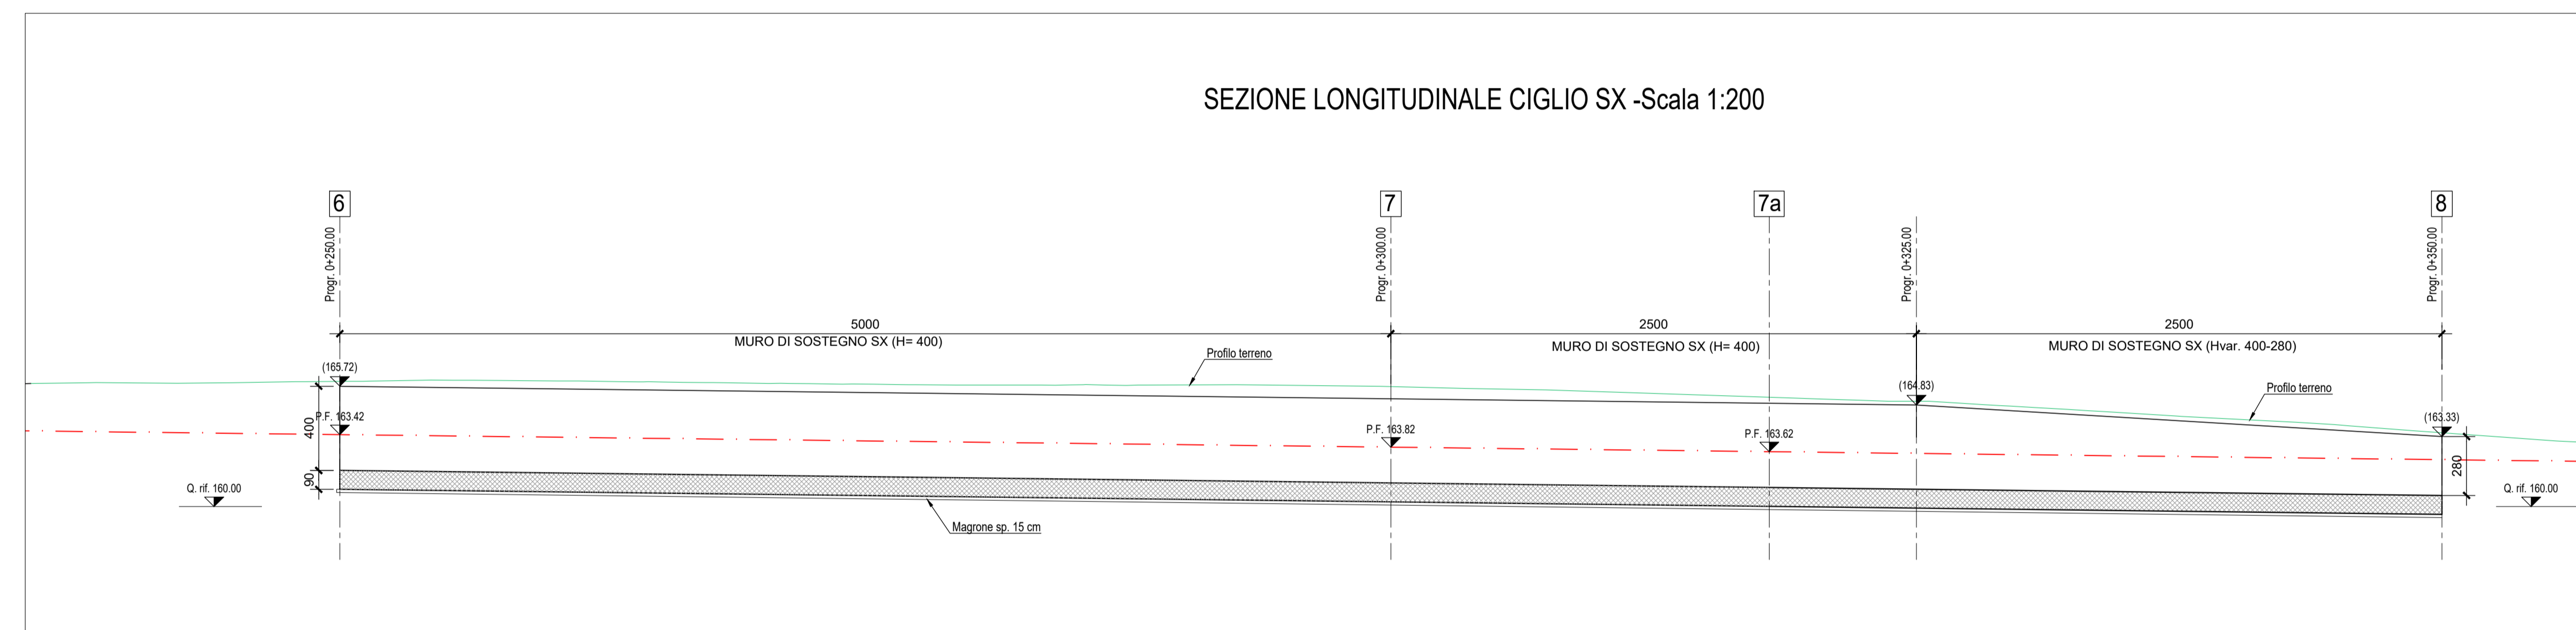 SEZIONE LONGITUDINALE CIGLIO SX -Scala 1:200
6
7
7a
8
Progr. 0+250.00
Progr. 0+300.00
Progr. 0+325.00
Progr. 0+350.00
5000
2500
2500
MURO DI SOSTEGNO SX (H= 400)
MURO DI SOSTEGNO SX (H= 400)
MURO DI SOSTEGNO SX (Hvar. 400-280)
Profilo terreno
(165.72)
(164.83)
Profilo terreno
P.F. 163.42
400
(163.33)
P.F. 163.82
P.F. 163.62
280
90
Q. rif. 160.00
Q. rif. 160.00
Magrone sp. 15 cm